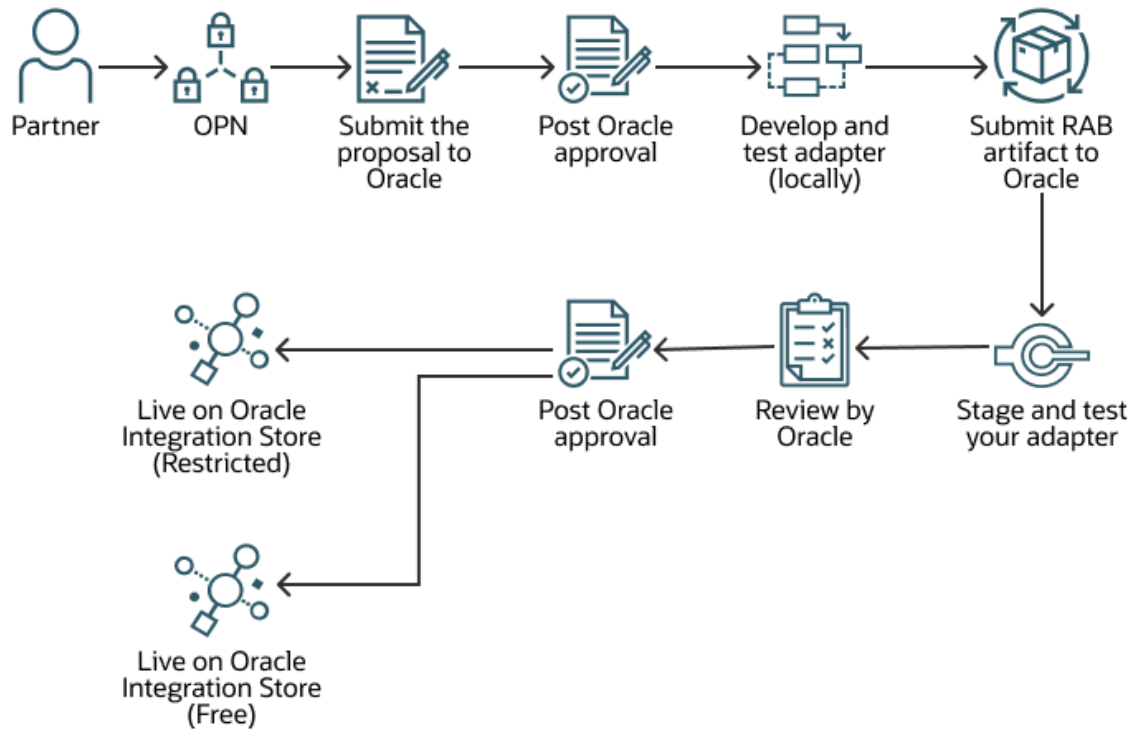 Partner
OPN
Submit the
proposal to
Oracle
Post Oracle
approval
Develop and
test adapter
(locally)
Submit RAB
artifact to
Oracle
Live on Oracle
Integration Store
(Restricted)
Post Oracle
approval
Review by
Oracle
Stage and test
your adapter
Live on Oracle
Integration Store
(Free)